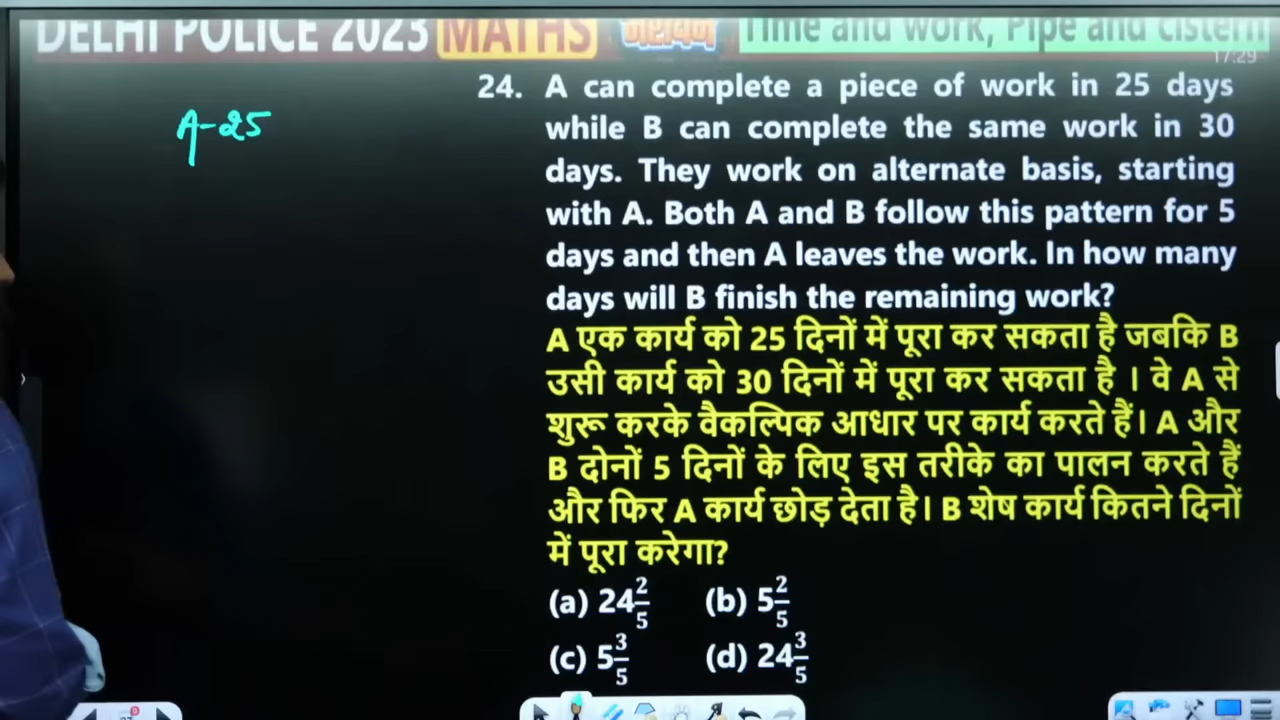 DELHI POLICE 2023 MATHS महापैक Time and work, Pipe and cistern
17:29
A-25
24. A can complete a piece of work in 25 days
while B can complete the same work in 30
days. They work on alternate basis, starting
with A. Both A and B follow this pattern for 5
days and then A leaves the work. In how many
days will B finish the remaining work?
A एक कार्य को 25 दिनों में पूरा कर सकता है जबकि B
उसी कार्य को 30 दिनों में पूरा कर सकता है । वे A से
शुरू करके वैकल्पिक आधार पर कार्य करते हैं। A और
B दोनों 5 दिनों के लिए इस तरीके का पालन करते हैं
और फिर A कार्य छोड़ देता है। B शेष कार्य कितने दिनों
में पूरा करेगा?
(a) 24 2/5 (b) 5 2/5
(c) 5 3/5 (d) 24 3/5